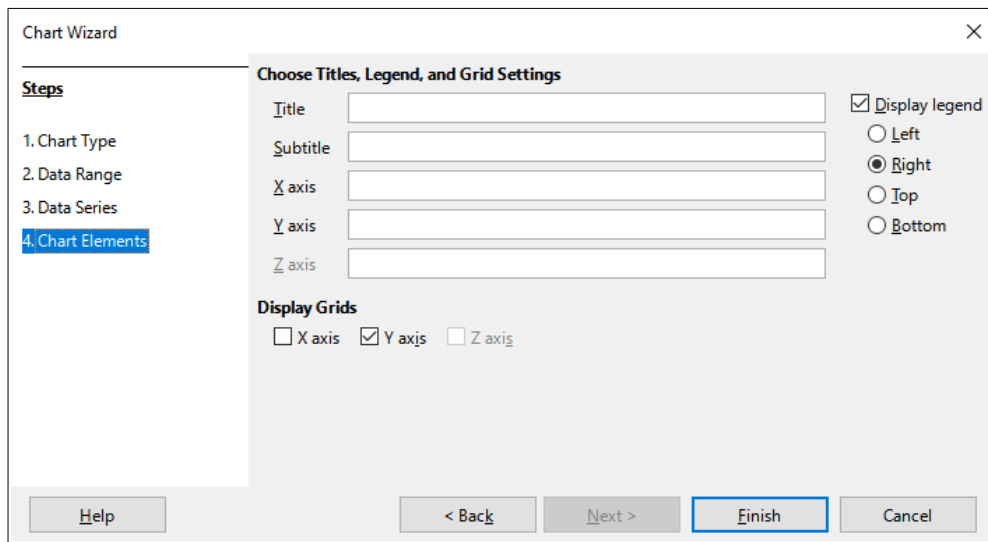 Chart Wizard
Steps
1. Chart Type
2. Data Range
3. Data Series
4. Chart Elements
Choose Titles, Legend, and Grid Settings
Title
Subtitle
X axis
Y axis
Z axis
Display legend
Left
Right
Top
Bottom
Display Grids
X axis Y axis Z axis
Help < Back Next > Finish Cancel